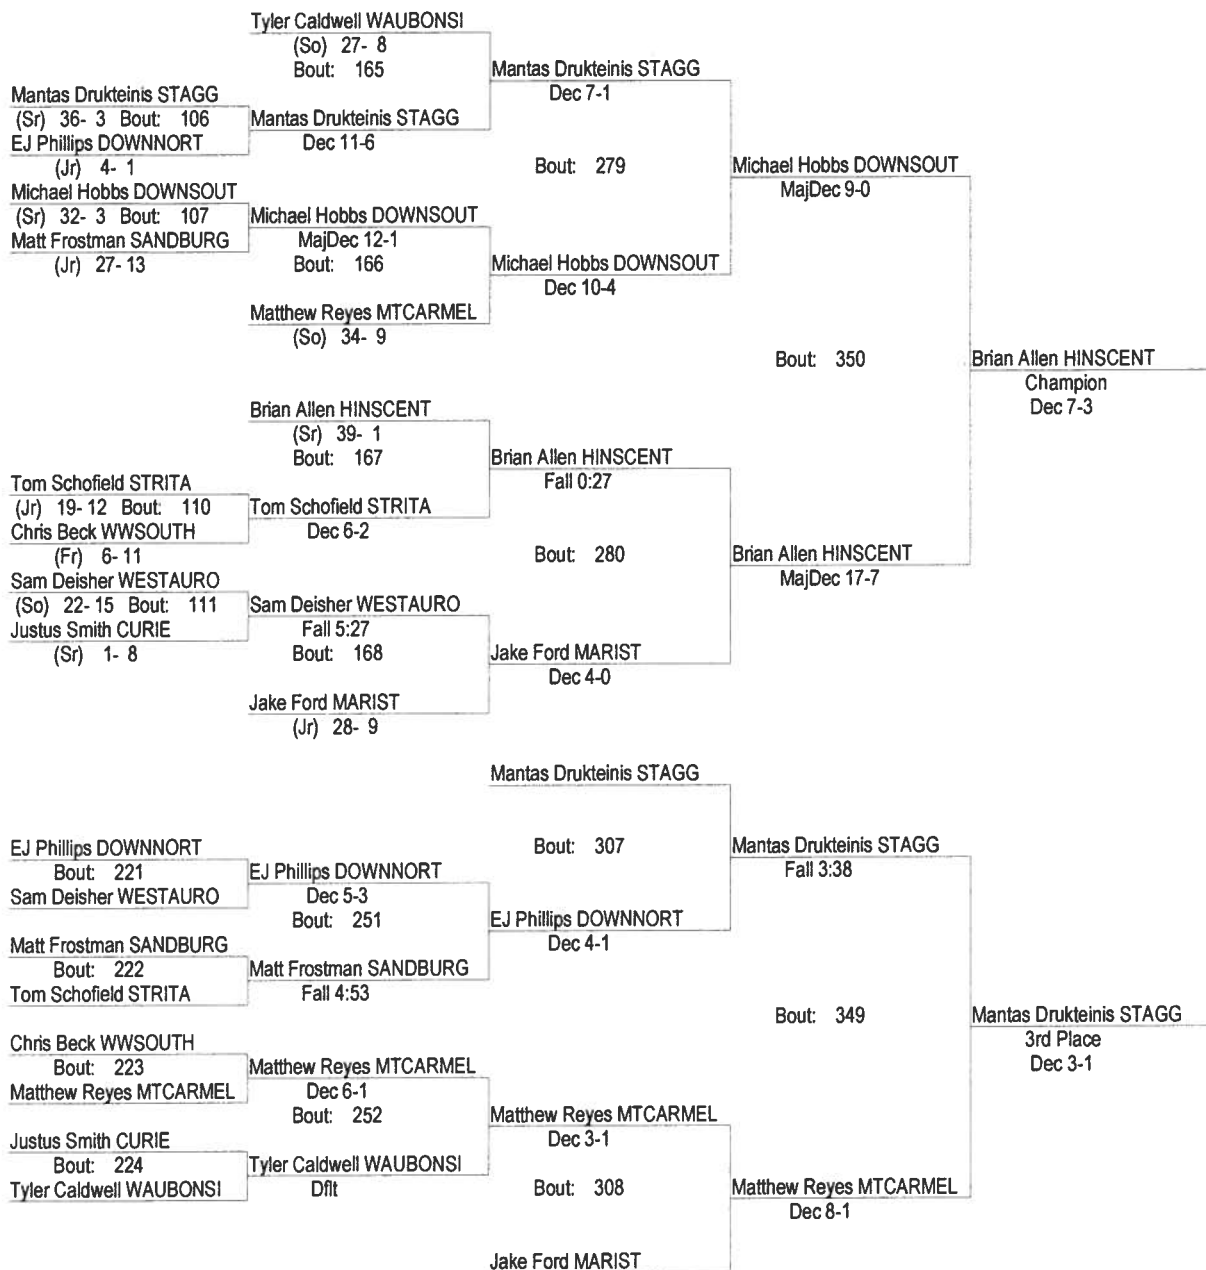 Tyler Caldwell WAUBONSI
(So) 27- 8
Bout: 165
Mantas Drukteinis STAGG
Dec 7-1
Mantas Drukteinis STAGG
(Sr) 36- 3 Bout: 106
EJ Phillips DOWNNORT
(Jr) 4- 1
Mantas Drukteinis STAGG
Dec 11-6
Bout: 279
Michael Hobbs DOWNSOUT
MajDec 9-0
Michael Hobbs DOWNSOUT
(Sr) 32- 3 Bout: 107
Matt Frostman SANDBURG
(Jr) 27- 13
Michael Hobbs DOWNSOUT
MajDec 12-1
Bout: 166
Michael Hobbs DOWNSOUT
Dec 10-4
Matthew Reyes MTCARMEL
(So) 34- 9
Bout: 350
Brian Allen HINSCENT
Champion
Dec 7-3
Brian Allen HINSCENT
(Sr) 39- 1
Bout: 167
Brian Allen HINSCENT
Fall 0:27
Tom Schofield STRITA
(Jr) 19- 12 Bout: 110
Chris Beck WWSOUTH
(Fr) 6- 11
Tom Schofield STRITA
Dec 6-2
Bout: 280
Brian Allen HINSCENT
MajDec 17-7
Sam Deisher WESTAURO
(So) 22- 15 Bout: 111
Justus Smith CURIE
(Sr) 1- 8
Sam Deisher WESTAURO
Fall 5:27
Bout: 168
Jake Ford MARIST
Dec 4-0
Jake Ford MARIST
(Jr) 28- 9
Mantas Drukteinis STAGG
Bout: 307
Mantas Drukteinis STAGG
Fall 3:38
EJ Phillips DOWNNORT
Bout: 221
Sam Deisher WESTAURO
EJ Phillips DOWNNORT
Dec 5-3
Bout: 251
EJ Phillips DOWNNORT
Dec 4-1
Matt Frostman SANDBURG
Bout: 222
Tom Schofield STRITA
Matt Frostman SANDBURG
Fall 4:53
Bout: 349
Mantas Drukteinis STAGG
3rd Place
Dec 3-1
Chris Beck WWSOUTH
Bout: 223
Matthew Reyes MTCARMEL
Matthew Reyes MTCARMEL
Dec 6-1
Bout: 252
Matthew Reyes MTCARMEL
Dec 3-1
Justus Smith CURIE
Bout: 224
Tyler Caldwell WAUBONSI
Tyler Caldwell WAUBONSI
Dflt
Bout: 308
Matthew Reyes MTCARMEL
Dec 8-1
Jake Ford MARIST